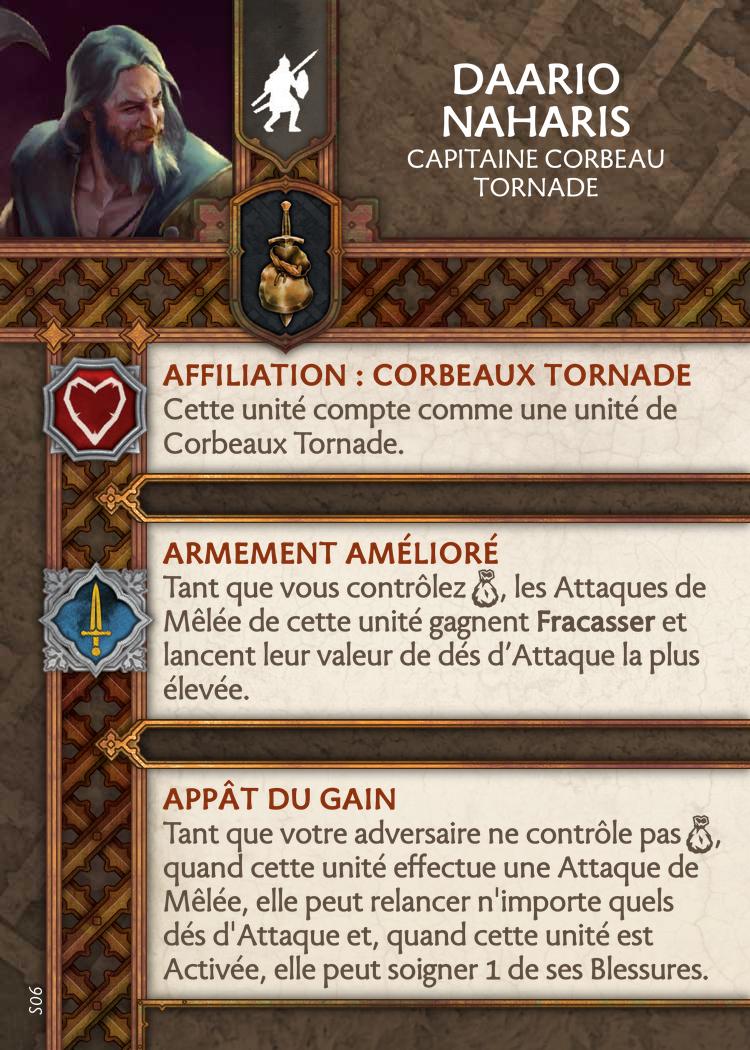 DAARIO
NAHARIS
CAPITAINE CORBEAU
TORNADE
AFFILIATION : CORBEAUX TORNADE
Cette unité compte comme une unité de
Corbeaux Tornade.
ARMEMENT AMÉLIORÉ
Tant que vous contrôlez , les Attaques de
Mêlée de cette unité gagnent Fracasser et
lancent leur valeur de dés d'Attaque la plus
élevée.
APPÂT DU GAIN
Tant que votre adversaire ne contrôle pas ,
quand cette unité effectue une Attaque de
Mêlée, elle peut relancer n'importe quels
dés d'Attaque et, quand cette unité est
Activée, elle peut soigner 1 de ses Blessures.
S06